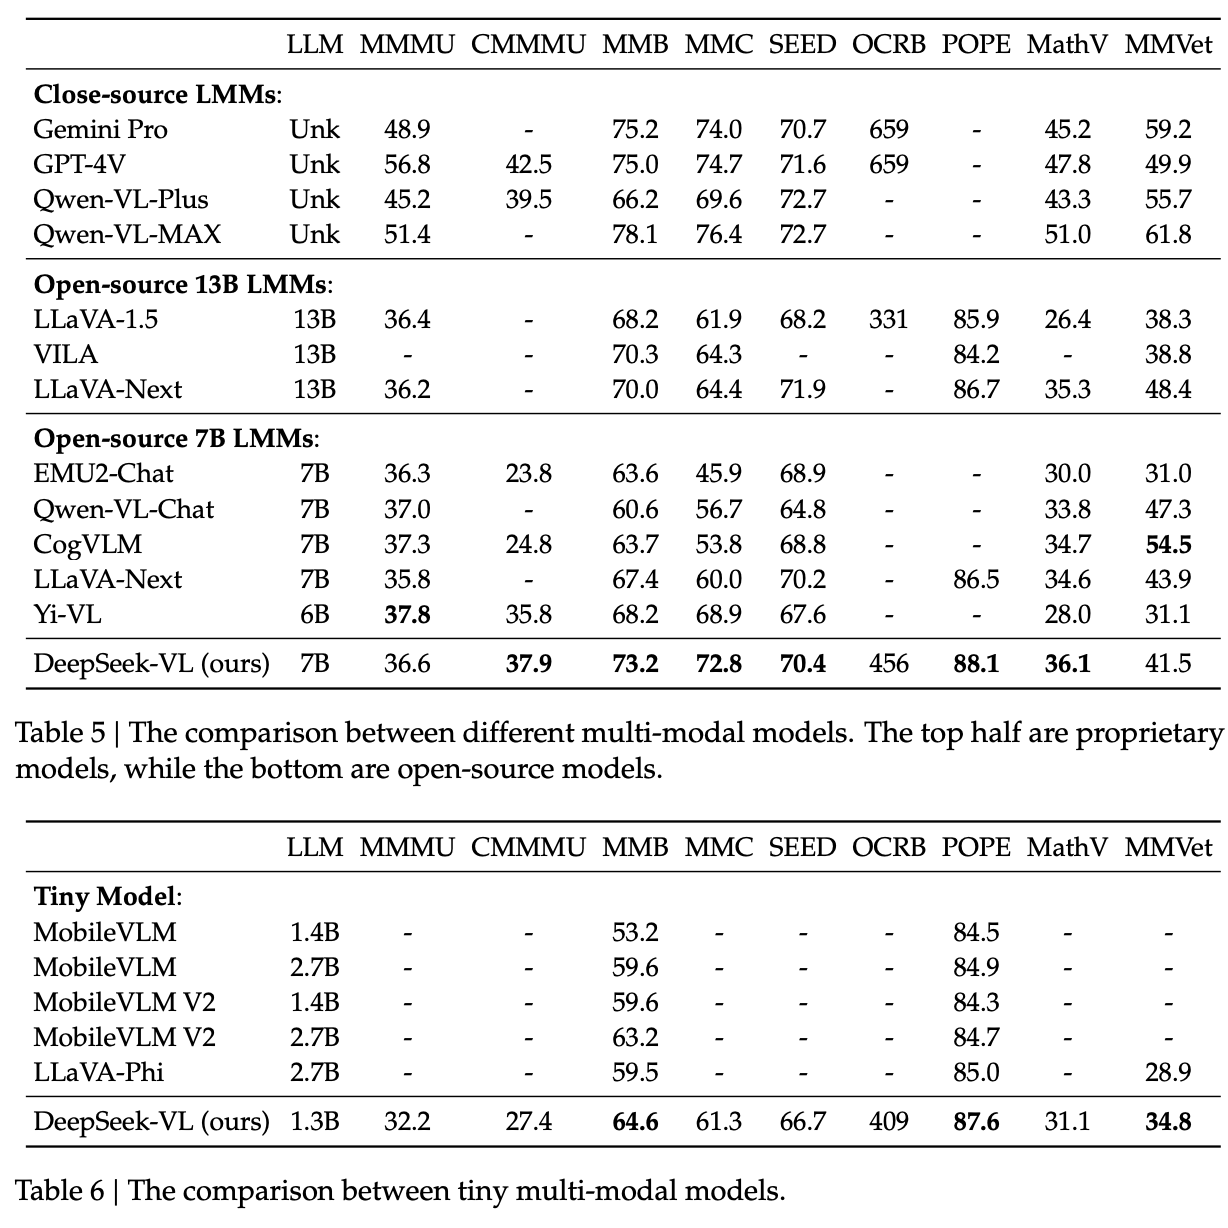 LLM MMMU CMMMU MMB MMC SEED OCRB POPE MathV MMVet
Close-source LMMs:
Gemini Pro Unk 48.9 - 75.2 74.0 70.7 659 - 45.2 59.2
GPT-4V Unk 56.8 42.5 75.0 74.7 71.6 659 - 47.8 49.9
Qwen-VL-Plus Unk 45.2 39.5 66.2 69.6 72.7 - - 43.3 55.7
Qwen-VL-MAX Unk 51.4 - 78.1 76.4 72.7 - - 51.0 61.8
Open-source 13B LMMs:
LLaVA-1.5 13B 36.4 - 68.2 61.9 68.2 331 85.9 26.4 38.3
VILA 13B - - 70.3 64.3 - - 84.2 - 38.8
LLaVA-Next 13B 36.2 - 70.0 64.4 71.9 - 86.7 35.3 48.4
Open-source 7B LMMs:
EMU2-Chat 7B 36.3 23.8 63.6 45.9 68.9 - - 30.0 31.0
Qwen-VL-Chat 7B 37.0 - 60.6 56.7 64.8 - - 33.8 47.3
CogVLM 7B 37.3 24.8 63.7 53.8 68.8 - - 34.7 54.5
LLaVA-Next 7B 35.8 - 67.4 60.0 70.2 - 86.5 34.6 43.9
Yi-VL 6B 37.8 35.8 68.2 68.9 67.6 - - 28.0 31.1
DeepSeek-VL (ours) 7B 36.6 37.9 73.2 72.8 70.4 456 88.1 36.1 41.5
Table 5 | The comparison between different multi-modal models. The top half are proprietary
models, while the bottom are open-source models.
LLM MMMU CMMMU MMB MMC SEED OCRB POPE MathV MMVet
Tiny Model:
MobileVLM 1.4B - - 53.2 - - - 84.5 - -
MobileVLM 2.7B - - 59.6 - - - 84.9 - -
MobileVLM V2 1.4B - - 59.6 - - - 84.3 - -
MobileVLM V2 2.7B - - 63.2 - - - 84.7 - -
LLaVA-Phi 2.7B - - 59.5 - - - 85.0 - 28.9
DeepSeek-VL (ours) 1.3B 32.2 27.4 64.6 61.3 66.7 409 87.6 31.1 34.8
Table 6 | The comparison between tiny multi-modal models.